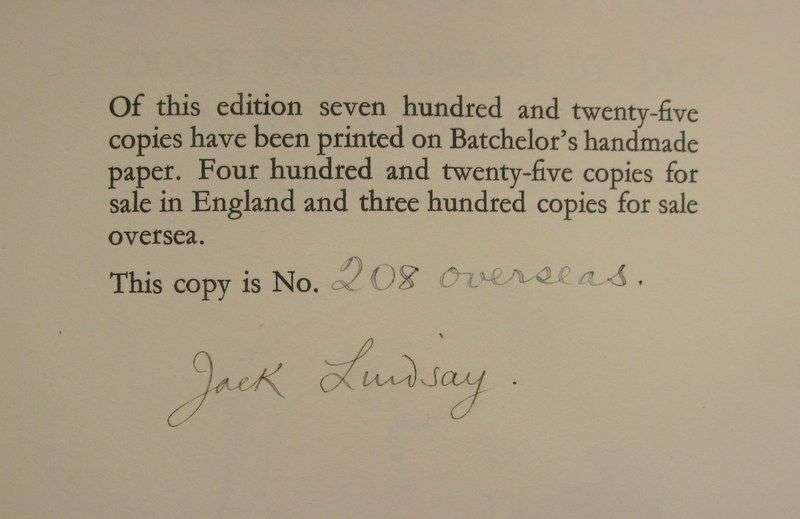 Of this edition seven hundred and twenty-five
copies have been printed on Batchelor's handmade
paper. Four hundred and twenty-five copies for
sale in England and three hundred copies for sale
oversea.
This copy is No. 208 overseas.
Jack Lindsay.